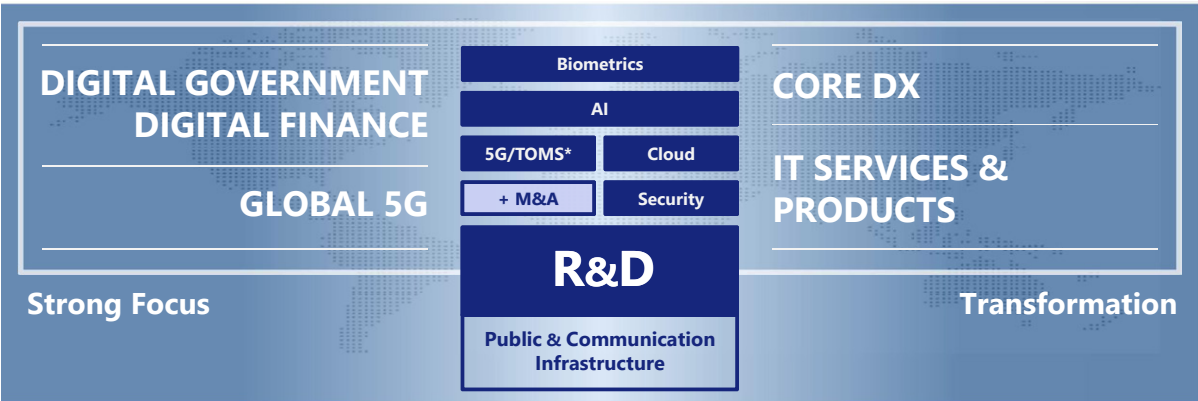 DIGITAL GOVERNMENT
DIGITAL FINANCE
GLOBAL 5G
Strong Focus
Biometrics
AI
5G/TOMS*
Cloud
+ M&A
Security
R&D
Public & Communication
Infrastructure
CORE DX
IT SERVICES &
PRODUCTS
Transformation